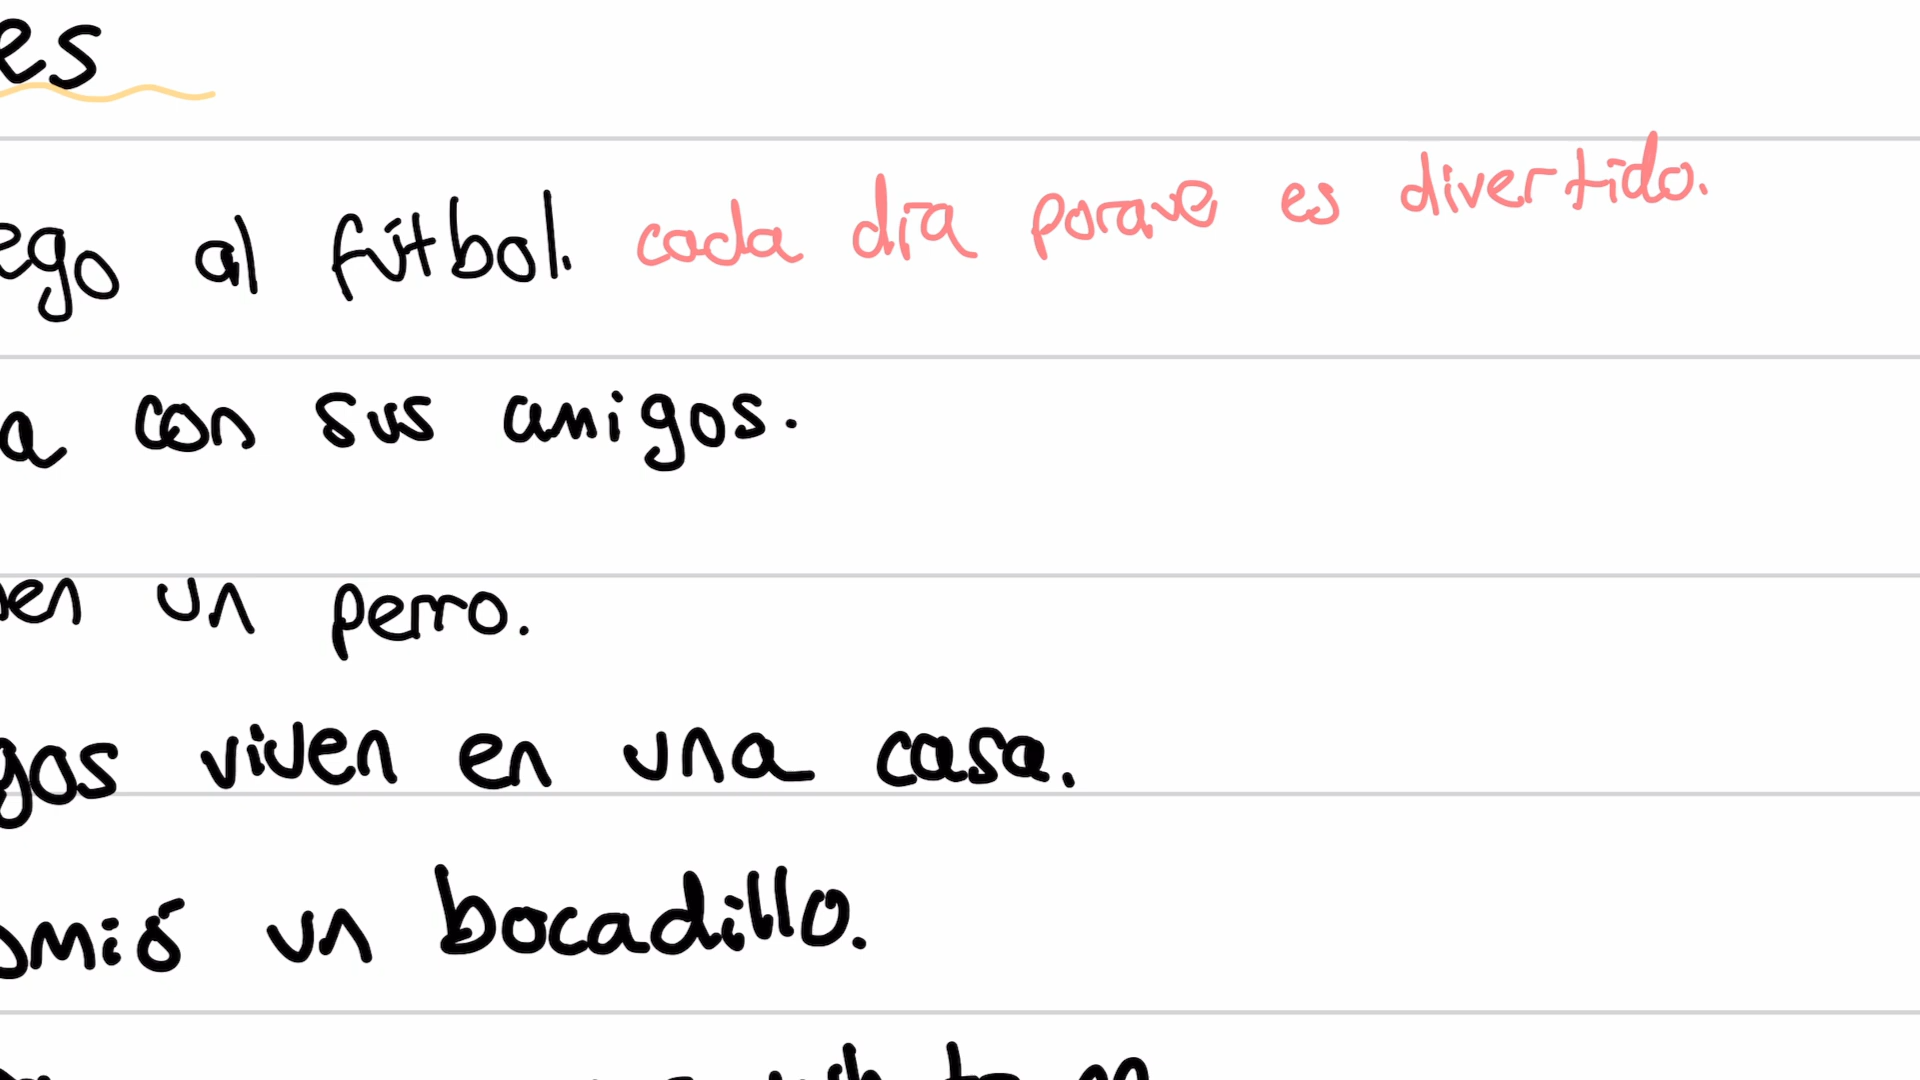 es
ego al fútbol. cada día porque es divertido.
a con sus amigos.
en un perro.
gos viven en una casa.
omió un bocadillo.